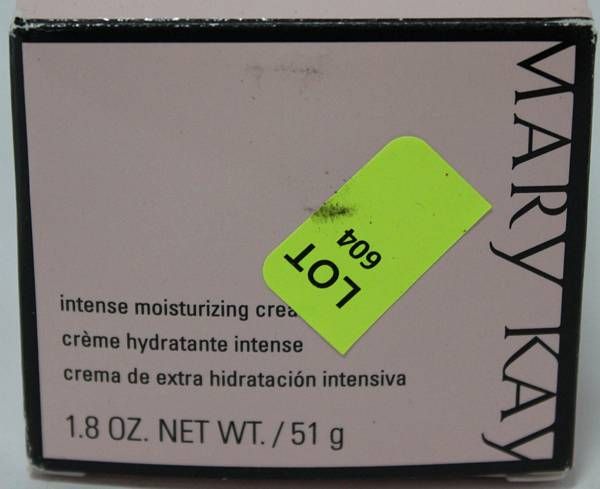 MARY KAY
LOT
604
intense moisturizing crea
crème hydratante intense
crema de extra hidratación intensiva
1.8 OZ. NET WT. / 51 g